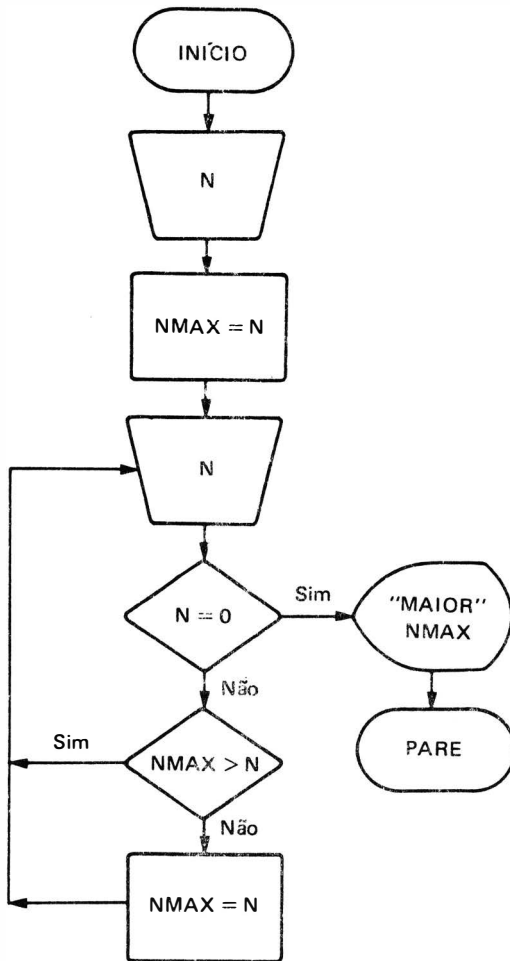 INÍCIO
N
NMAX = N
N
N = 0
Sim
"MAIOR"
NMAX
Não
PARE
Sim
NMAX > N
Não
NMAX = N